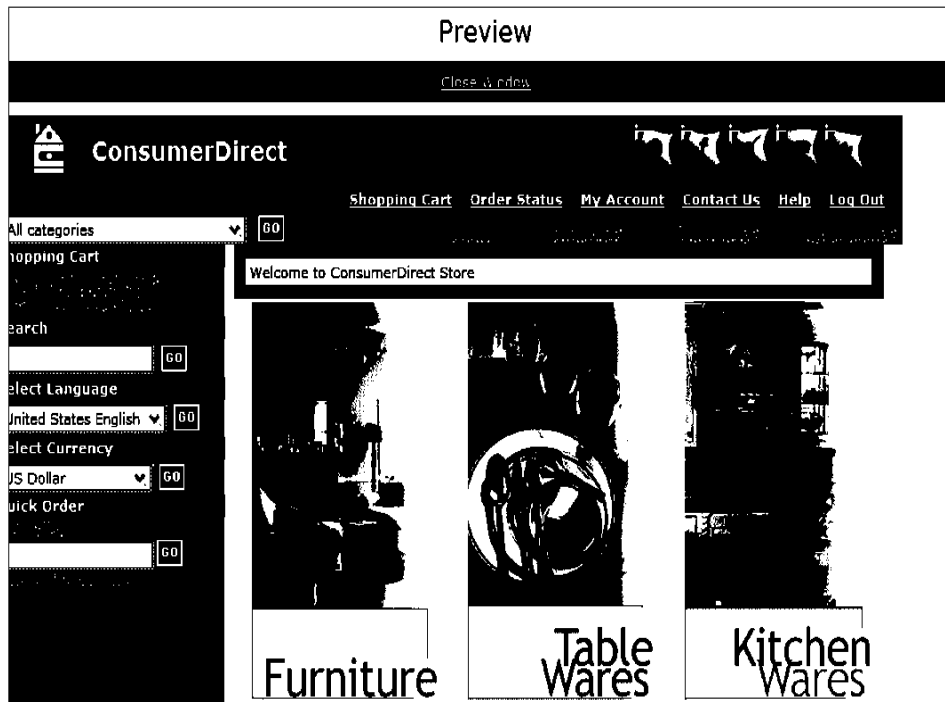 Preview
Close Window
ConsumerDirect
Shopping Cart Order Status My Account Contact Us Help Log Out
All categories GO
hopping Cart
Welcome to ConsumerDirect Store
earch
GO
elect Language
United States English GO
elect Currency
US Dollar GO
uick Order
GO
Furniture
Table
Wares
Kitchen
Wares